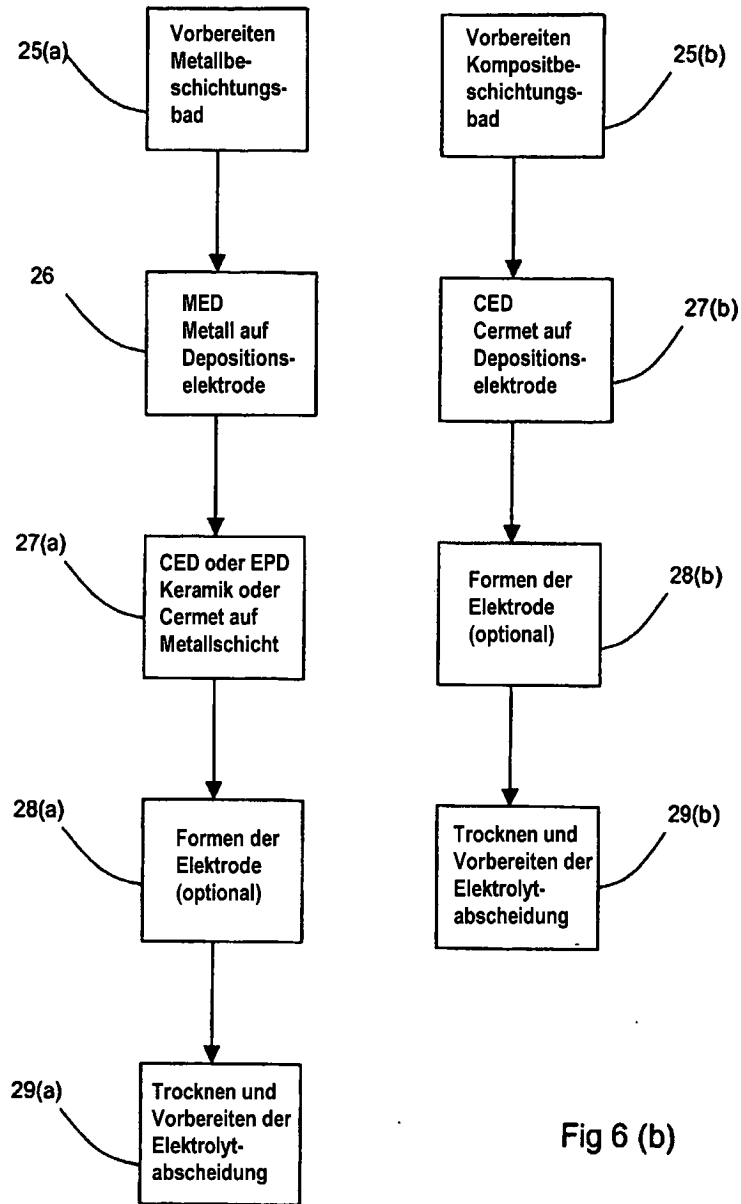 25(a)
Vorbereiten
Metallbe-
schichtungs-
bad
26
MED
Metall auf
Depositions-
elektrode
27(a)
CED oder EPD
Keramik oder
Cermet auf
Metallschicht
28(a)
Formen der
Elektrode
(optional)
29(a)
Trocknen und
Vorbereiten der
Elektrolyt-
abscheidung
Vorbereiten
Kompositbe-
schichtungs-
bad
25(b)
CED
Cermet auf
Depositions-
elektrode
27(b)
Formen der
Elektrode
(optional)
28(b)
Trocknen und
Vorbereiten der
Elektrolyt-
abscheidung
29(b)
Fig 6 (b)